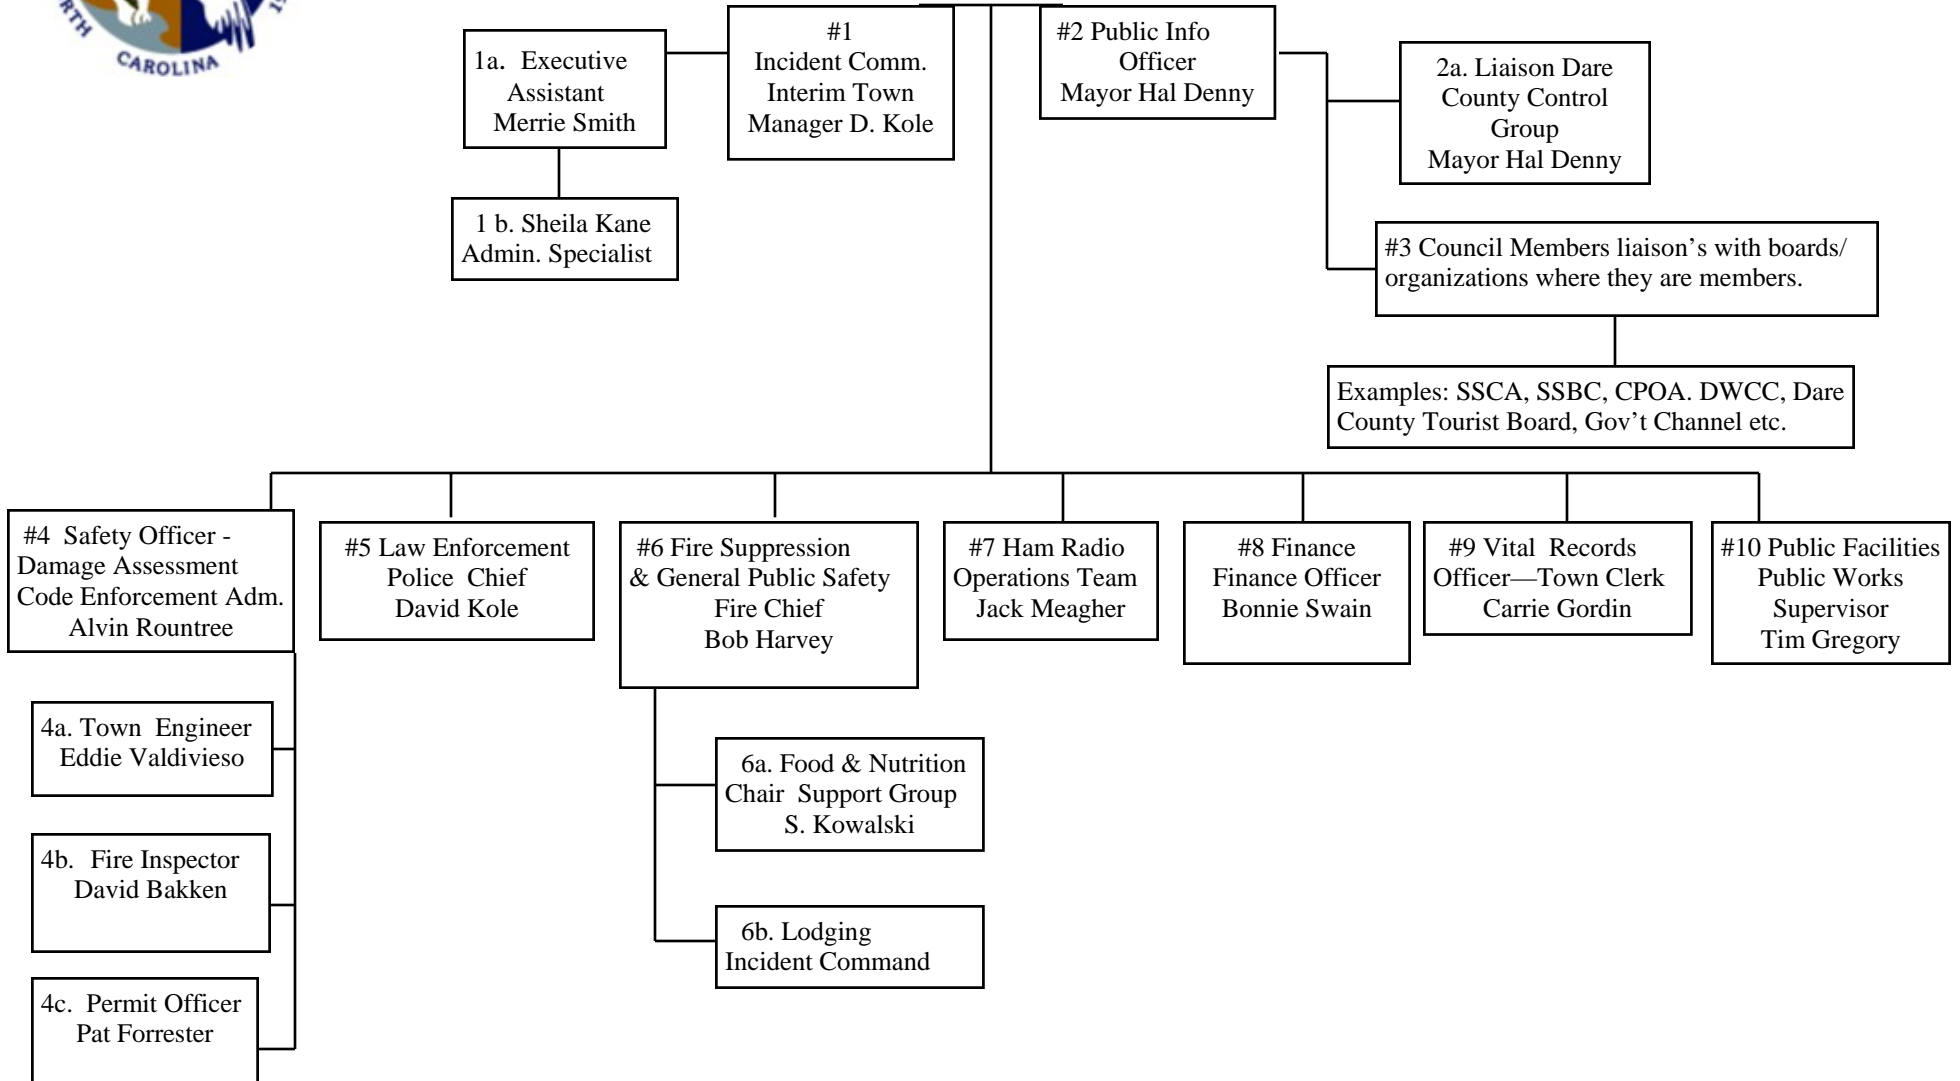 RTH
CAROLINA
19
#1
Incident Comm.
Interim Town
Manager D. Kole
1a. Executive
Assistant
Merrie Smith
1 b. Sheila Kane
Admin. Specialist
#2 Public Info
Officer
Mayor Hal Denny
2a. Liaison Dare
County Control
Group
Mayor Hal Denny
#3 Council Members liaison’s with boards/
organizations where they are members.
Examples: SSCA, SSBC, CPOA. DWCC, Dare
County Tourist Board, Gov’t Channel etc.
#4 Safety Officer -
Damage Assessment
Code Enforcement Adm.
Alvin Rountree
4a. Town Engineer
Eddie Valdivieso
4b. Fire Inspector
David Bakken
4c. Permit Officer
Pat Forrester
#5 Law Enforcement
Police Chief
David Kole
#6 Fire Suppression
& General Public Safety
Fire Chief
Bob Harvey
6a. Food & Nutrition
Chair Support Group
S. Kowalski
6b. Lodging
Incident Command
#7 Ham Radio
Operations Team
Jack Meagher
#8 Finance
Finance Officer
Bonnie Swain
#9 Vital Records
Officer—Town Clerk
Carrie Gordin
#10 Public Facilities
Public Works
Supervisor
Tim Gregory